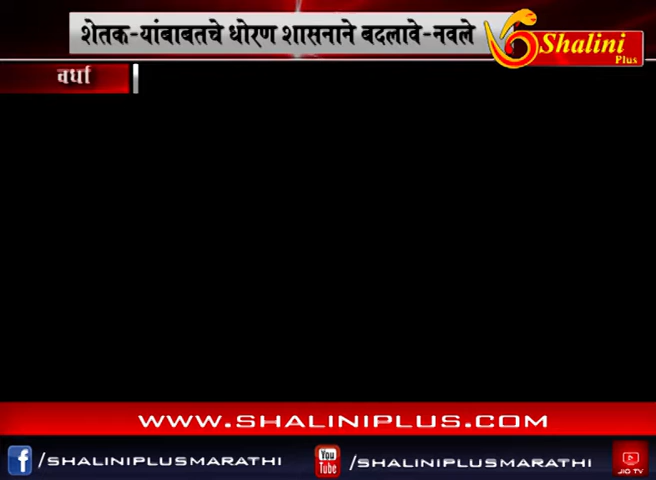 शेतक-यांबाबतचे धोरण शासनाने बदलावे-नवले
Shalini
Plus
वर्धा
WWW.SHALINIPLUS.COM
f /SHALINIPLUSMARATHI
You Tube /SHALINIPLUSMARATHI
JIO TV